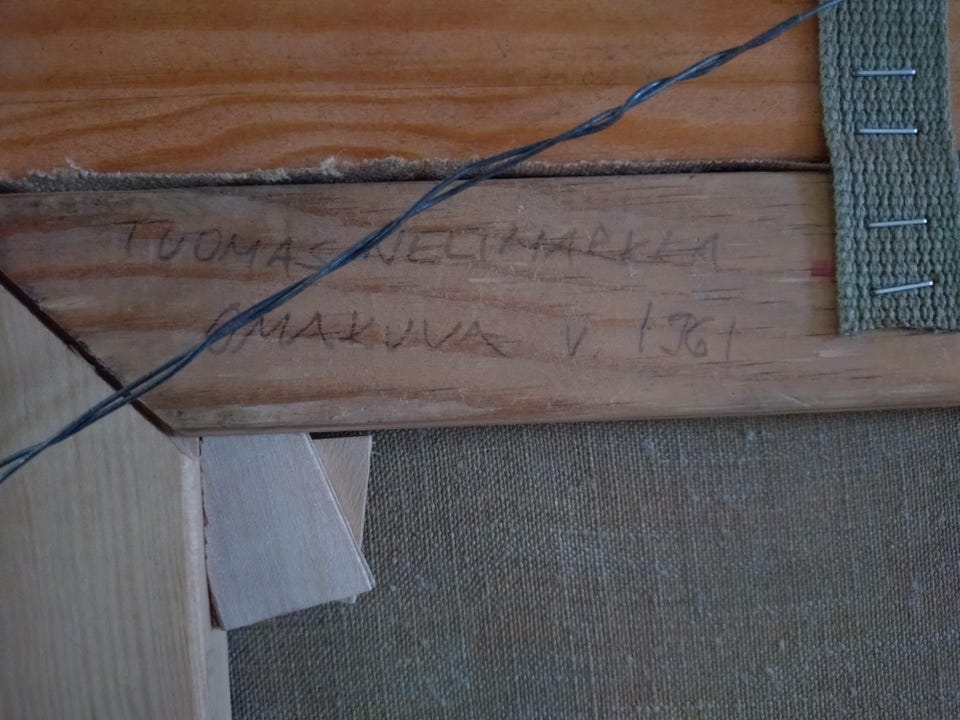 TUOMAS NELIMARKKA
OMAKUVA V. 1961